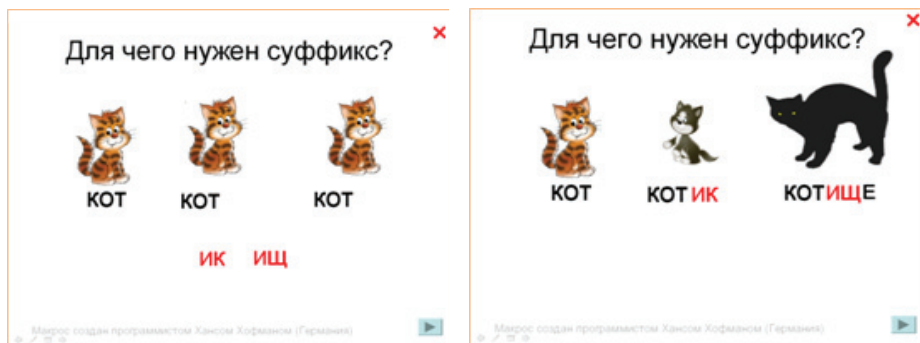 Для чего нужен суффикс?
КОТ КОТ КОТ
ИК ИЩ
Макрос создан программистом Хансом Хофманом (Германия)
Для чего нужен суффикс?
КОТ КОТИК КОТИЩЕ
Макрос создан программистом Хансом Хофманом (Германия)